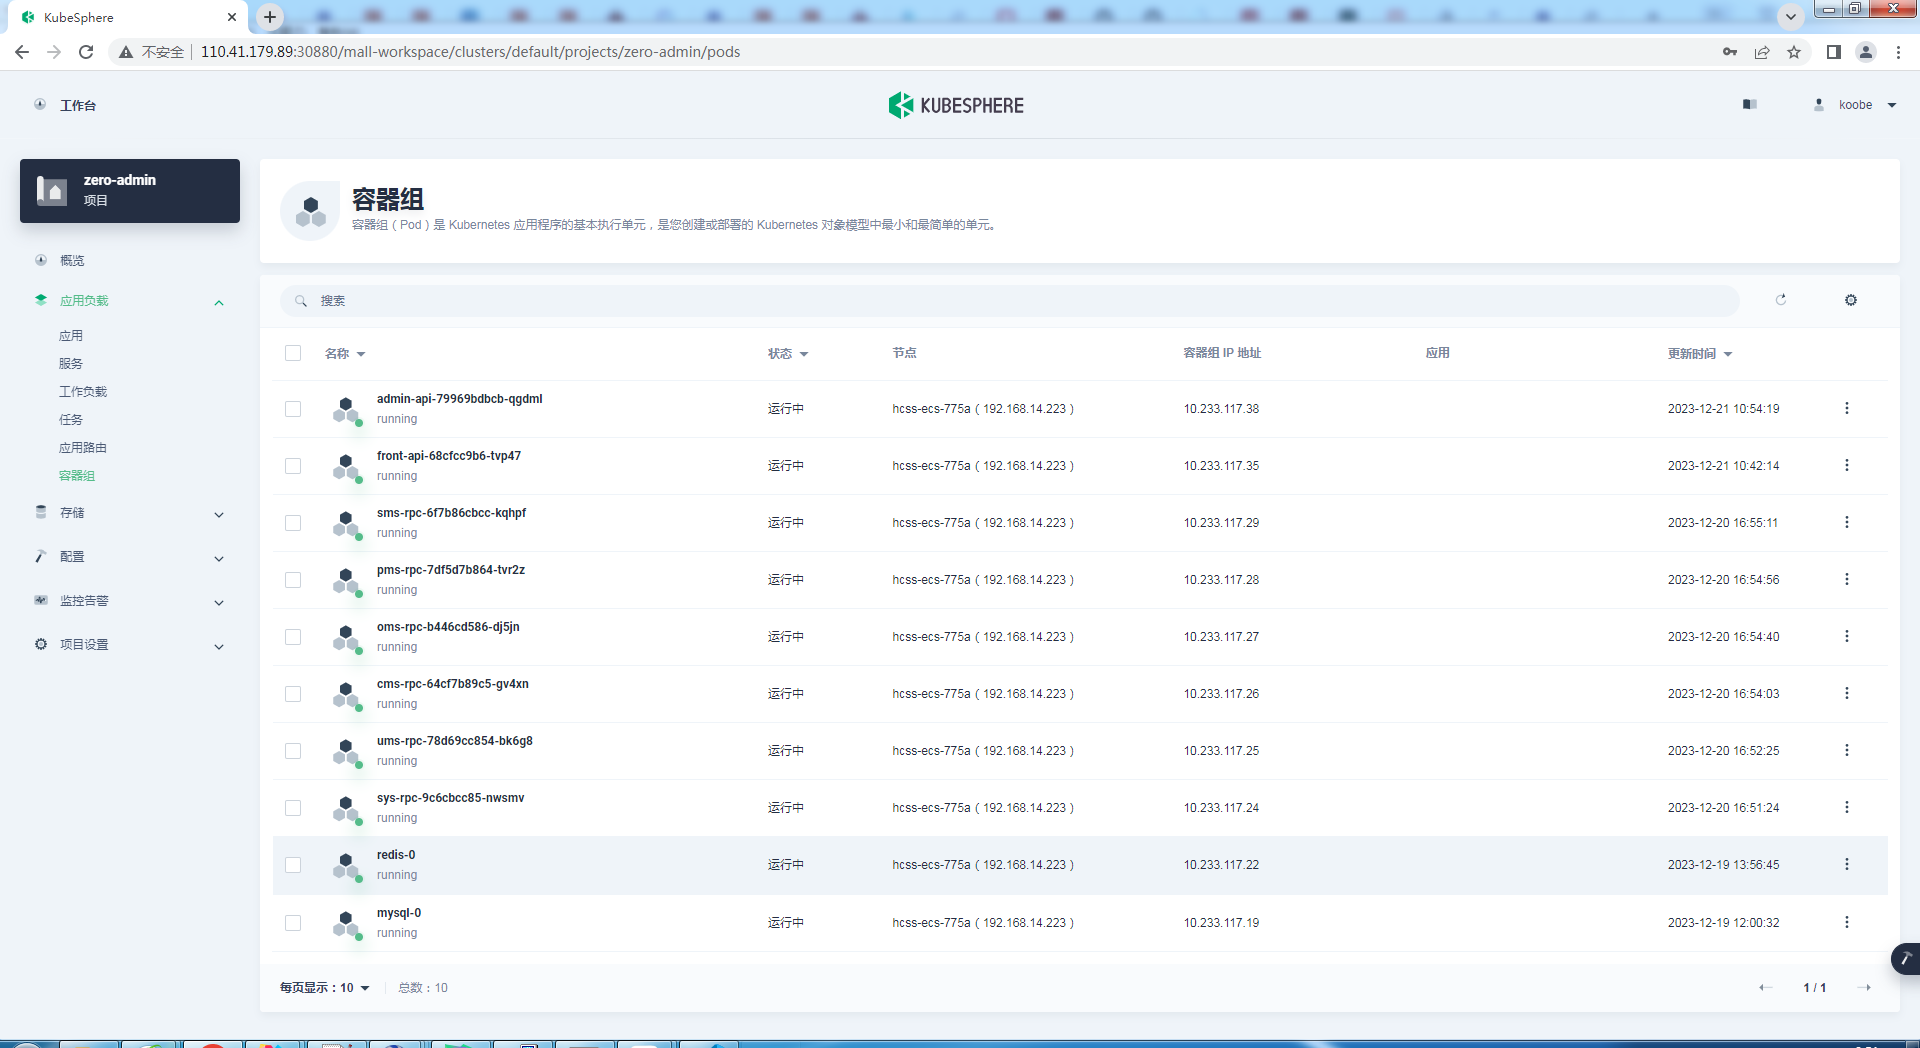 KubeSphere
不安全
110.41.179.89:30880/mall-workspace/clusters/default/projects/zero-admin/pods
工作台
KUBESPHERE
koobe
zero-admin
项目
概览
应用负载
应用
服务
工作负载
任务
应用路由
容器组
存储
配置
监控告警
项目设置
容器组
容器组（Pod）是 Kubernetes 应用程序的基本执行单元，是您创建或部署的 Kubernetes 对象模型中最小和最简单的单元。
搜索
名称 状态 节点 容器组 IP 地址 应用 更新时间
admin-api-79969bdbcb-qgdml
running 运行中 hcss-ecs-775a（192.168.14.223） 10.233.117.38 2023-12-21 10:54:19
front-api-68cfcc9b6-tvp47
running 运行中 hcss-ecs-775a（192.168.14.223） 10.233.117.35 2023-12-21 10:42:14
sms-rpc-6f7b86cbcc-kqhpf
running 运行中 hcss-ecs-775a（192.168.14.223） 10.233.117.29 2023-12-20 16:55:11
pms-rpc-7df5d7b864-tvr2z
running 运行中 hcss-ecs-775a（192.168.14.223） 10.233.117.28 2023-12-20 16:54:56
oms-rpc-b446cd586-dj5jn
running 运行中 hcss-ecs-775a（192.168.14.223） 10.233.117.27 2023-12-20 16:54:40
cms-rpc-64cf7b89c5-gv4xn
running 运行中 hcss-ecs-775a（192.168.14.223） 10.233.117.26 2023-12-20 16:54:03
ums-rpc-78d69cc854-bk6g8
running 运行中 hcss-ecs-775a（192.168.14.223） 10.233.117.25 2023-12-20 16:52:25
sys-rpc-9c6cbcc85-nwsmv
running 运行中 hcss-ecs-775a（192.168.14.223） 10.233.117.24 2023-12-20 16:51:24
redis-0
running 运行中 hcss-ecs-775a（192.168.14.223） 10.233.117.22 2023-12-19 13:56:45
mysql-0
running 运行中 hcss-ecs-775a（192.168.14.223） 10.233.117.19 2023-12-19 12:00:32
每页显示：10 总数：10 1 / 1